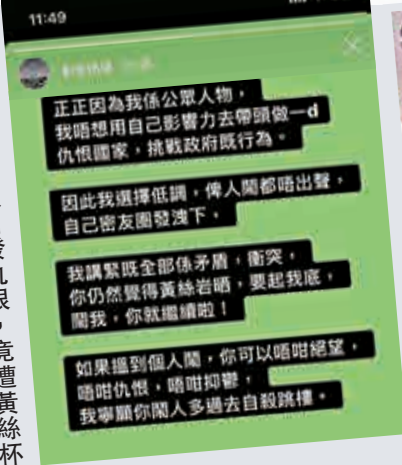 11:49
正正因為我係公眾人物，
我唔想用自己影響力去帶頭做一d
仇恨國家，挑戰政府既行為。
因此我選擇低調，俾人鬧都唔出聲，
自己密友圈發洩下。
我講緊既全部係矛盾，衝突，
你仍然覺得黃絲岩晒，要起我底，
鬧我，你就繼續啦！
如果搵到個人鬧，你可以唔咁絕望，
唔咁仇恨，唔咁抑鬱，
我寧願你鬧人多過去自殺跳樓。
竟遭黃絲杯